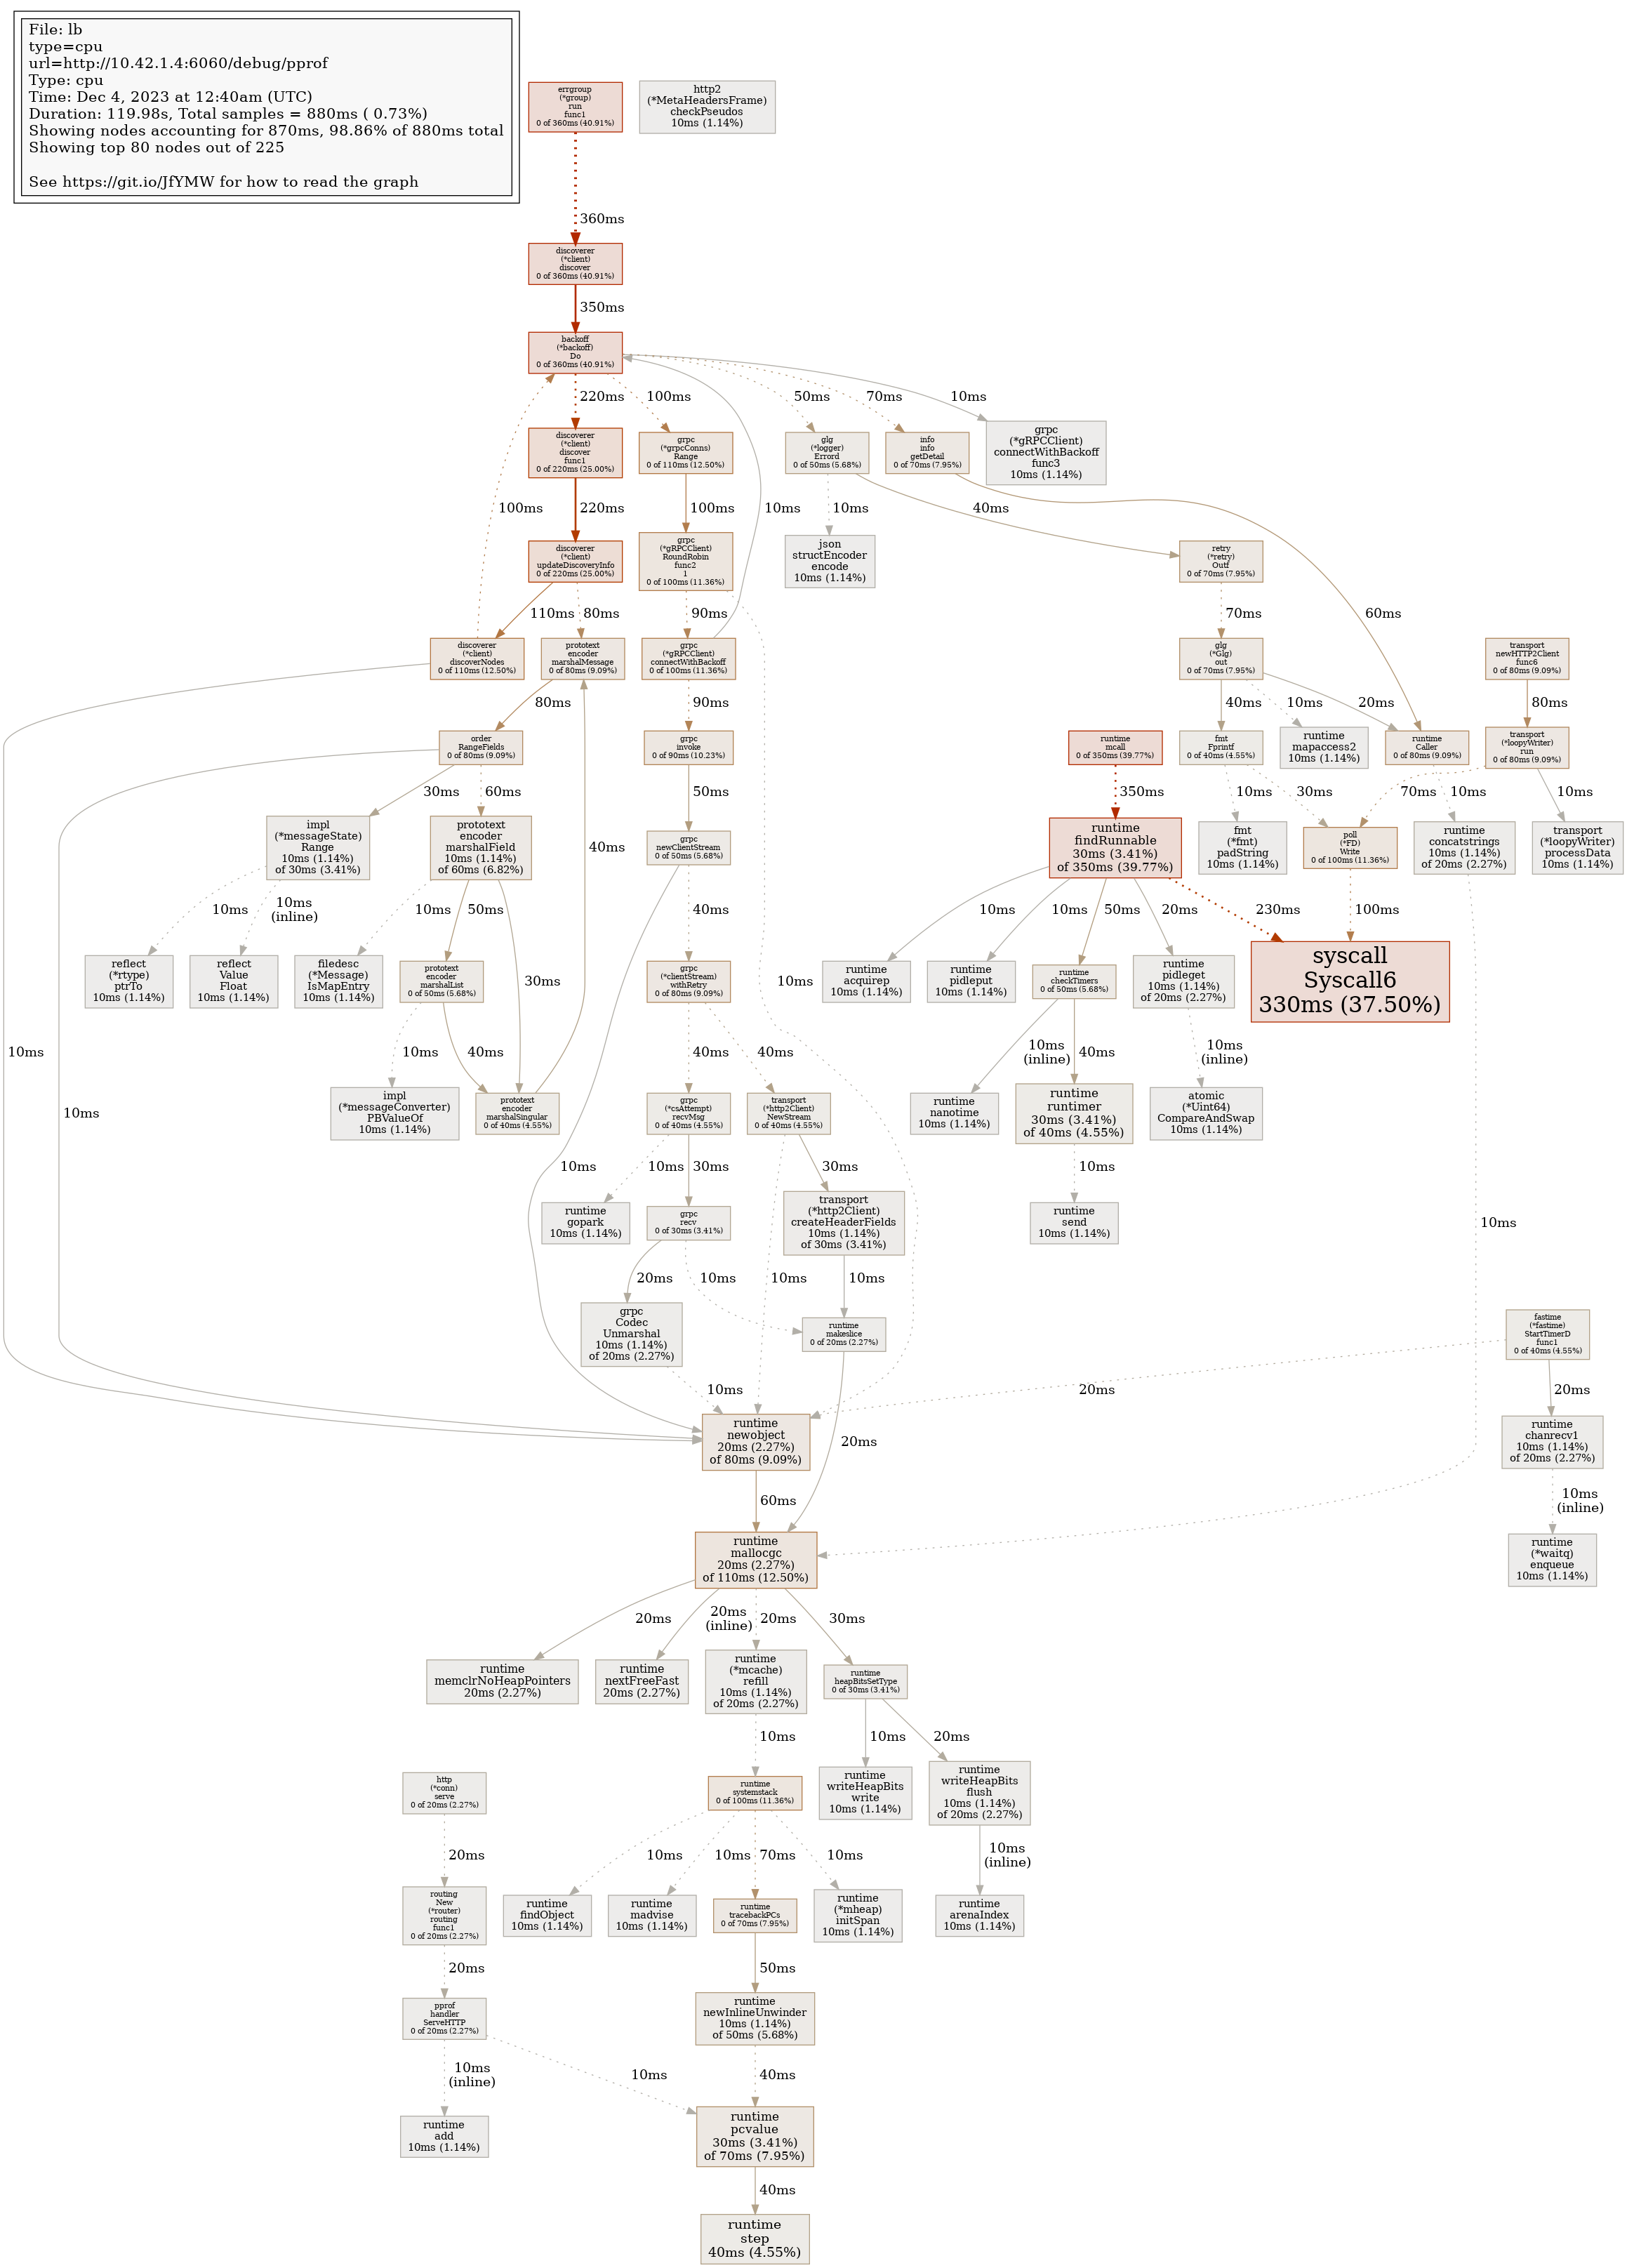 File: lb
type=cpu
url=http://10.42.1.4:6060/debug/pprof
Type: cpu
Time: Dec 4, 2023 at 12:40am (UTC)
Duration: 119.98s, Total samples = 880ms ( 0.73%)
Showing nodes accounting for 870ms, 98.86% of 880ms total
Showing top 80 nodes out of 225
See https://git.io/JfYMW for how to read the graph
errgroup
(*group)
run
func1
0 of 360ms (40.91%)
http2
(*MetaHeadersFrame)
checkPseudos
10ms (1.14%)
360ms
discoverer
(*client)
discover
0 of 360ms (40.91%)
350ms
backoff
(*backoff)
Do
0 of 360ms (40.91%)
220ms
100ms
50ms
70ms
10ms
discoverer
(*client)
discover
func1
0 of 220ms (25.00%)
grpc
(*grpcConns)
Range
0 of 110ms (12.50%)
glg
(*logger)
Errord
0 of 50ms (5.68%)
info
info
getDetail
0 of 70ms (7.95%)
grpc
(*gRPCClient)
connectWithBackoff
func3
10ms (1.14%)
100ms
220ms
100ms
10ms
10ms
40ms
discoverer
(*client)
updateDiscoveryInfo
0 of 220ms (25.00%)
grpc
(*gRPCClient)
RoundRobin
func2
1
0 of 100ms (11.36%)
json
structEncoder
encode
10ms (1.14%)
retry
(*retry)
Outf
0 of 70ms (7.95%)
110ms
80ms
90ms
70ms
60ms
discoverer
(*client)
discoverNodes
0 of 110ms (12.50%)
prototext
encoder
marshalMessage
0 of 80ms (9.09%)
grpc
(*gRPCClient)
connectWithBackoff
0 of 100ms (11.36%)
glg
(*Glg)
out
0 of 70ms (7.95%)
transport
newHTTP2Client
func6
0 of 80ms (9.09%)
80ms
90ms
40ms
10ms
20ms
80ms
order
RangeFields
0 of 80ms (9.09%)
grpc
invoke
0 of 90ms (10.23%)
runtime
mcall
0 of 350ms (39.77%)
fmt
Fprintf
0 of 40ms (4.55%)
runtime
mapaccess2
10ms (1.14%)
runtime
Caller
0 of 80ms (9.09%)
transport
(*loopyWriter)
run
0 of 80ms (9.09%)
30ms
60ms
50ms
350ms
10ms
30ms
70ms
10ms
10ms
impl
(*messageState)
Range
10ms (1.14%)
of 30ms (3.41%)
prototext
encoder
marshalField
10ms (1.14%)
of 60ms (6.82%)
grpc
newClientStream
0 of 50ms (5.68%)
runtime
findRunnable
30ms (3.41%)
of 350ms (39.77%)
fmt
(*fmt)
padString
10ms (1.14%)
poll
(*FD)
Write
0 of 100ms (11.36%)
runtime
concatstrings
10ms (1.14%)
of 20ms (2.27%)
transport
(*loopyWriter)
processData
10ms (1.14%)
40ms
10ms
10ms
(inline)
10ms
50ms
40ms
10ms
10ms
50ms
20ms
230ms
100ms
reflect
(*rtype)
ptrTo
10ms (1.14%)
reflect
Value
Float
10ms (1.14%)
filedesc
(*Message)
IsMapEntry
10ms (1.14%)
prototext
encoder
marshalList
0 of 50ms (5.68%)
30ms
grpc
(*clientStream)
withRetry
0 of 80ms (9.09%)
10ms
runtime
acquirep
10ms (1.14%)
runtime
pidleput
10ms (1.14%)
runtime
checkTimers
0 of 50ms (5.68%)
runtime
pidleget
10ms (1.14%)
of 20ms (2.27%)
syscall
Syscall6
330ms (37.50%)
10ms
10ms
10ms
40ms
40ms
40ms
10ms
(inline)
40ms
10ms
(inline)
impl
(*messageConverter)
PBValueOf
10ms (1.14%)
prototext
encoder
marshalSingular
0 of 40ms (4.55%)
grpc
(*csAttempt)
recvMsg
0 of 40ms (4.55%)
transport
(*http2Client)
NewStream
0 of 40ms (4.55%)
runtime
nanotime
10ms (1.14%)
runtime
runtimer
30ms (3.41%)
of 40ms (4.55%)
atomic
(*Uint64)
CompareAndSwap
10ms (1.14%)
10ms
10ms
30ms
30ms
10ms
runtime
gopark
10ms (1.14%)
grpc
recv
0 of 30ms (3.41%)
transport
(*http2Client)
createHeaderFields
10ms (1.14%)
of 30ms (3.41%)
runtime
send
10ms (1.14%)
10ms
20ms
10ms
10ms
10ms
grpc
Codec
Unmarshal
10ms (1.14%)
of 20ms (2.27%)
runtime
makeslice
0 of 20ms (2.27%)
fastime
(*fastime)
StartTimerD
func1
0 of 40ms (4.55%)
10ms
20ms
20ms
runtime
newobject
20ms (2.27%)
of 80ms (9.09%)
20ms
runtime
chanrecv1
10ms (1.14%)
of 20ms (2.27%)
60ms
10ms
(inline)
runtime
mallocgc
20ms (2.27%)
of 110ms (12.50%)
runtime
(*waitq)
enqueue
10ms (1.14%)
20ms
20ms
(inline)
20ms
30ms
runtime
memclrNoHeapPointers
20ms (2.27%)
runtime
nextFreeFast
20ms (2.27%)
runtime
(*mcache)
refill
10ms (1.14%)
of 20ms (2.27%)
runtime
heapBitsSetType
0 of 30ms (3.41%)
10ms
10ms
20ms
http
(*conn)
serve
0 of 20ms (2.27%)
runtime
systemstack
0 of 100ms (11.36%)
runtime
writeHeapBits
write
10ms (1.14%)
runtime
writeHeapBits
flush
10ms (1.14%)
of 20ms (2.27%)
20ms
10ms
10ms
70ms
10ms
10ms
(inline)
routing
New
(*router)
routing
func1
0 of 20ms (2.27%)
runtime
findObject
10ms (1.14%)
runtime
madvise
10ms (1.14%)
runtime
tracebackPCs
0 of 70ms (7.95%)
runtime
(*mheap)
initSpan
10ms (1.14%)
runtime
arenaIndex
10ms (1.14%)
20ms
50ms
pprof
handler
ServeHTTP
0 of 20ms (2.27%)
runtime
newInlineUnwinder
10ms (1.14%)
of 50ms (5.68%)
10ms
(inline)
10ms
40ms
runtime
add
10ms (1.14%)
runtime
pcvalue
30ms (3.41%)
of 70ms (7.95%)
40ms
runtime
step
40ms (4.55%)